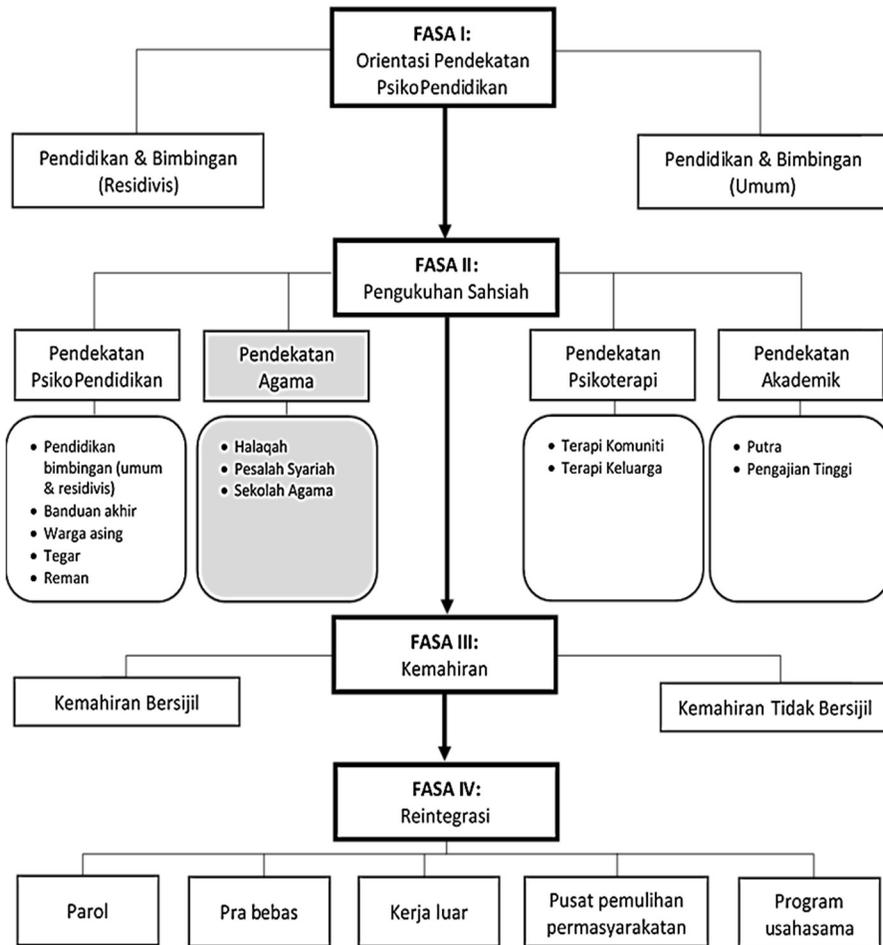 FASA I:
Orientasi Pendekatan
PsikoPendidikan
Pendidikan & Bimbingan
(Residivis)
Pendidikan & Bimbingan
(Umum)
FASA II:
Pengukuhan Sahsiah
Pendekatan
PsikoPendidikan
Pendekatan
Agama
Pendekatan
Psikoterapi
Pendekatan
Akademik
• Pendidikan
bimbingan (umum
& residivis)
• Banduan akhir
• Warga asing
• Tegar
• Reman
• Halaqah
• Pesalah Syariah
• Sekolah Agama
• Terapi Komuniti
• Terapi Keluarga
• Putra
• Pengajian Tinggi
FASA III:
Kemahiran
Kemahiran Bersijil
Kemahiran Tidak Bersijil
FASA IV:
Reintegrasi
Parol
Pra bebas
Kerja luar
Pusat pemulihan
permasyarakatan
Program
usahasama